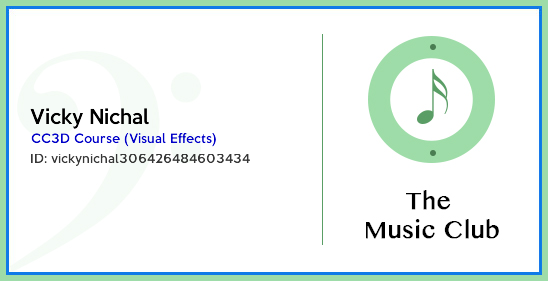 Vicky Nichal
CC3D Course (Visual Effects)
ID: vickynichal306426484603434
The
Music Club